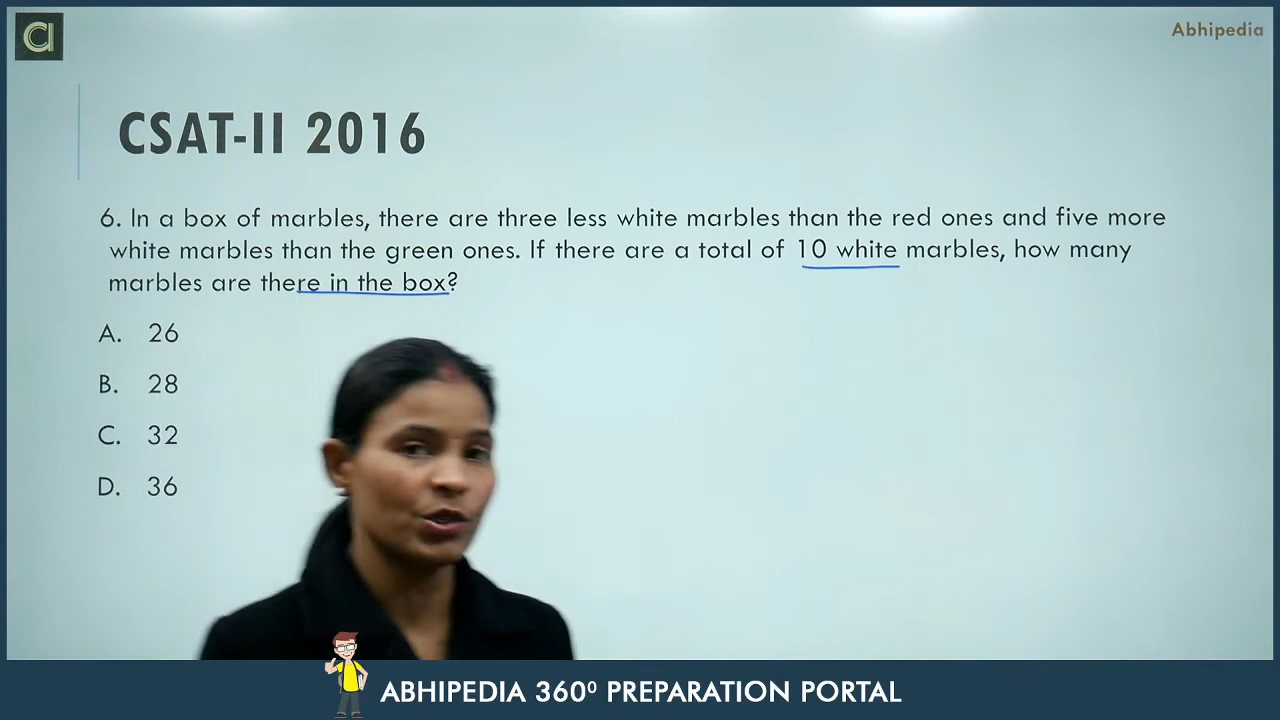 Abhipedia
CSAT-II 2016
6. In a box of marbles, there are three less white marbles than the red ones and five more
white marbles than the green ones. If there are a total of 10 white marbles, how many
marbles are there in the box?
A. 26
B. 28
C. 32
D. 36
ABHIPEDIA 360⁰ PREPARATION PORTAL